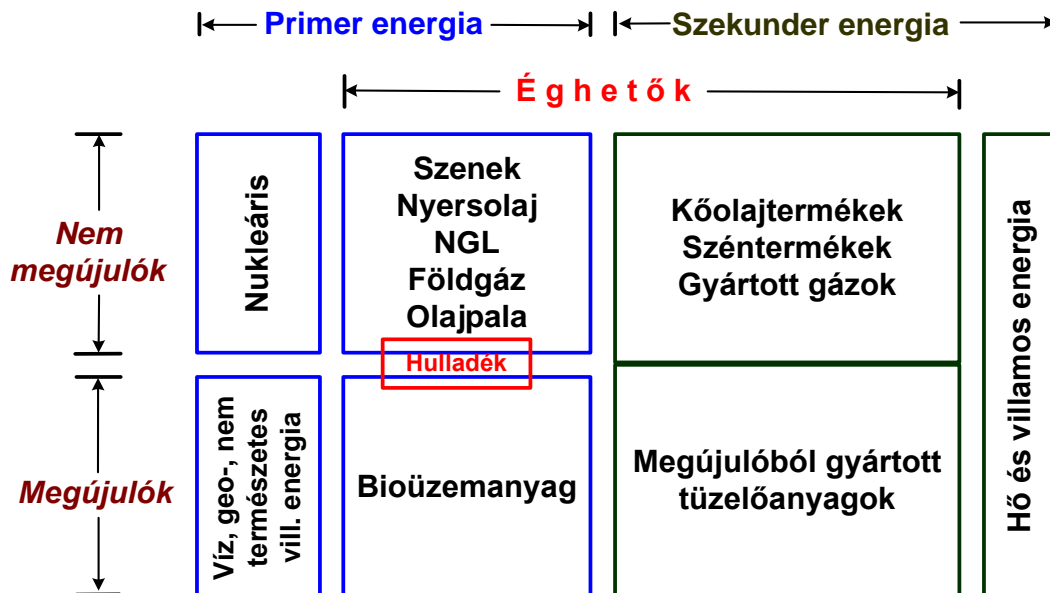 Primer energia
Szekunder energia
Éghetők
Nem
megújulók
Nukleáris
Szenek
Nyersolaj
NGL
Földgáz
Olajpala
Kőolajtermékek
Széntermékek
Gyártott gázok
Hő és villamos energia
Hulladék
Megújulók
Víz, geo-, nem
természetes
vill. energia
Bioüzemanyag
Megújulóból gyártott
tüzelőanyagok